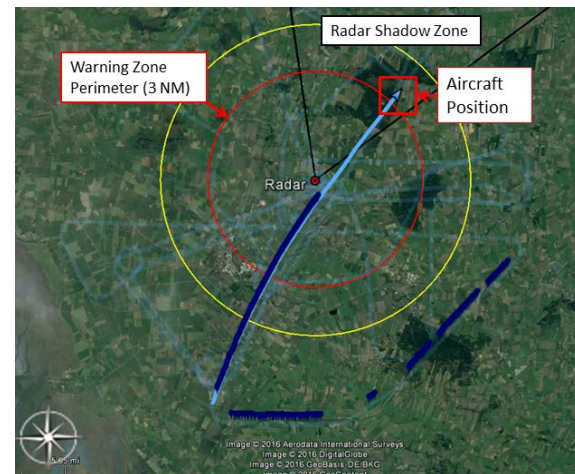 Radar Shadow Zone
Warning Zone
Perimeter (3 NM)
Aircraft
Position
Radar
Image © 2016 Aerodata International Surveys
Image © 2016 DigitalGlobe
Image © 2016 GeoBasis-DE/BKG